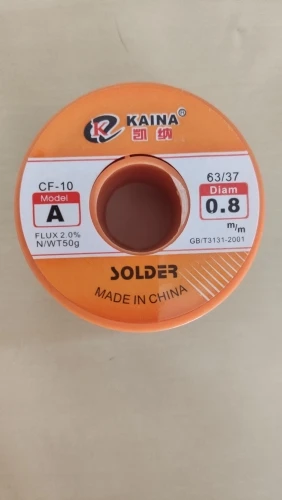 KAINA®
凯纳
CF-10
Model
A
FLUX 2.0%
N/WT50g
63/37
Diam
0.8
m/m
GB/T3131-2001
SOLDER
MADE IN CHINA